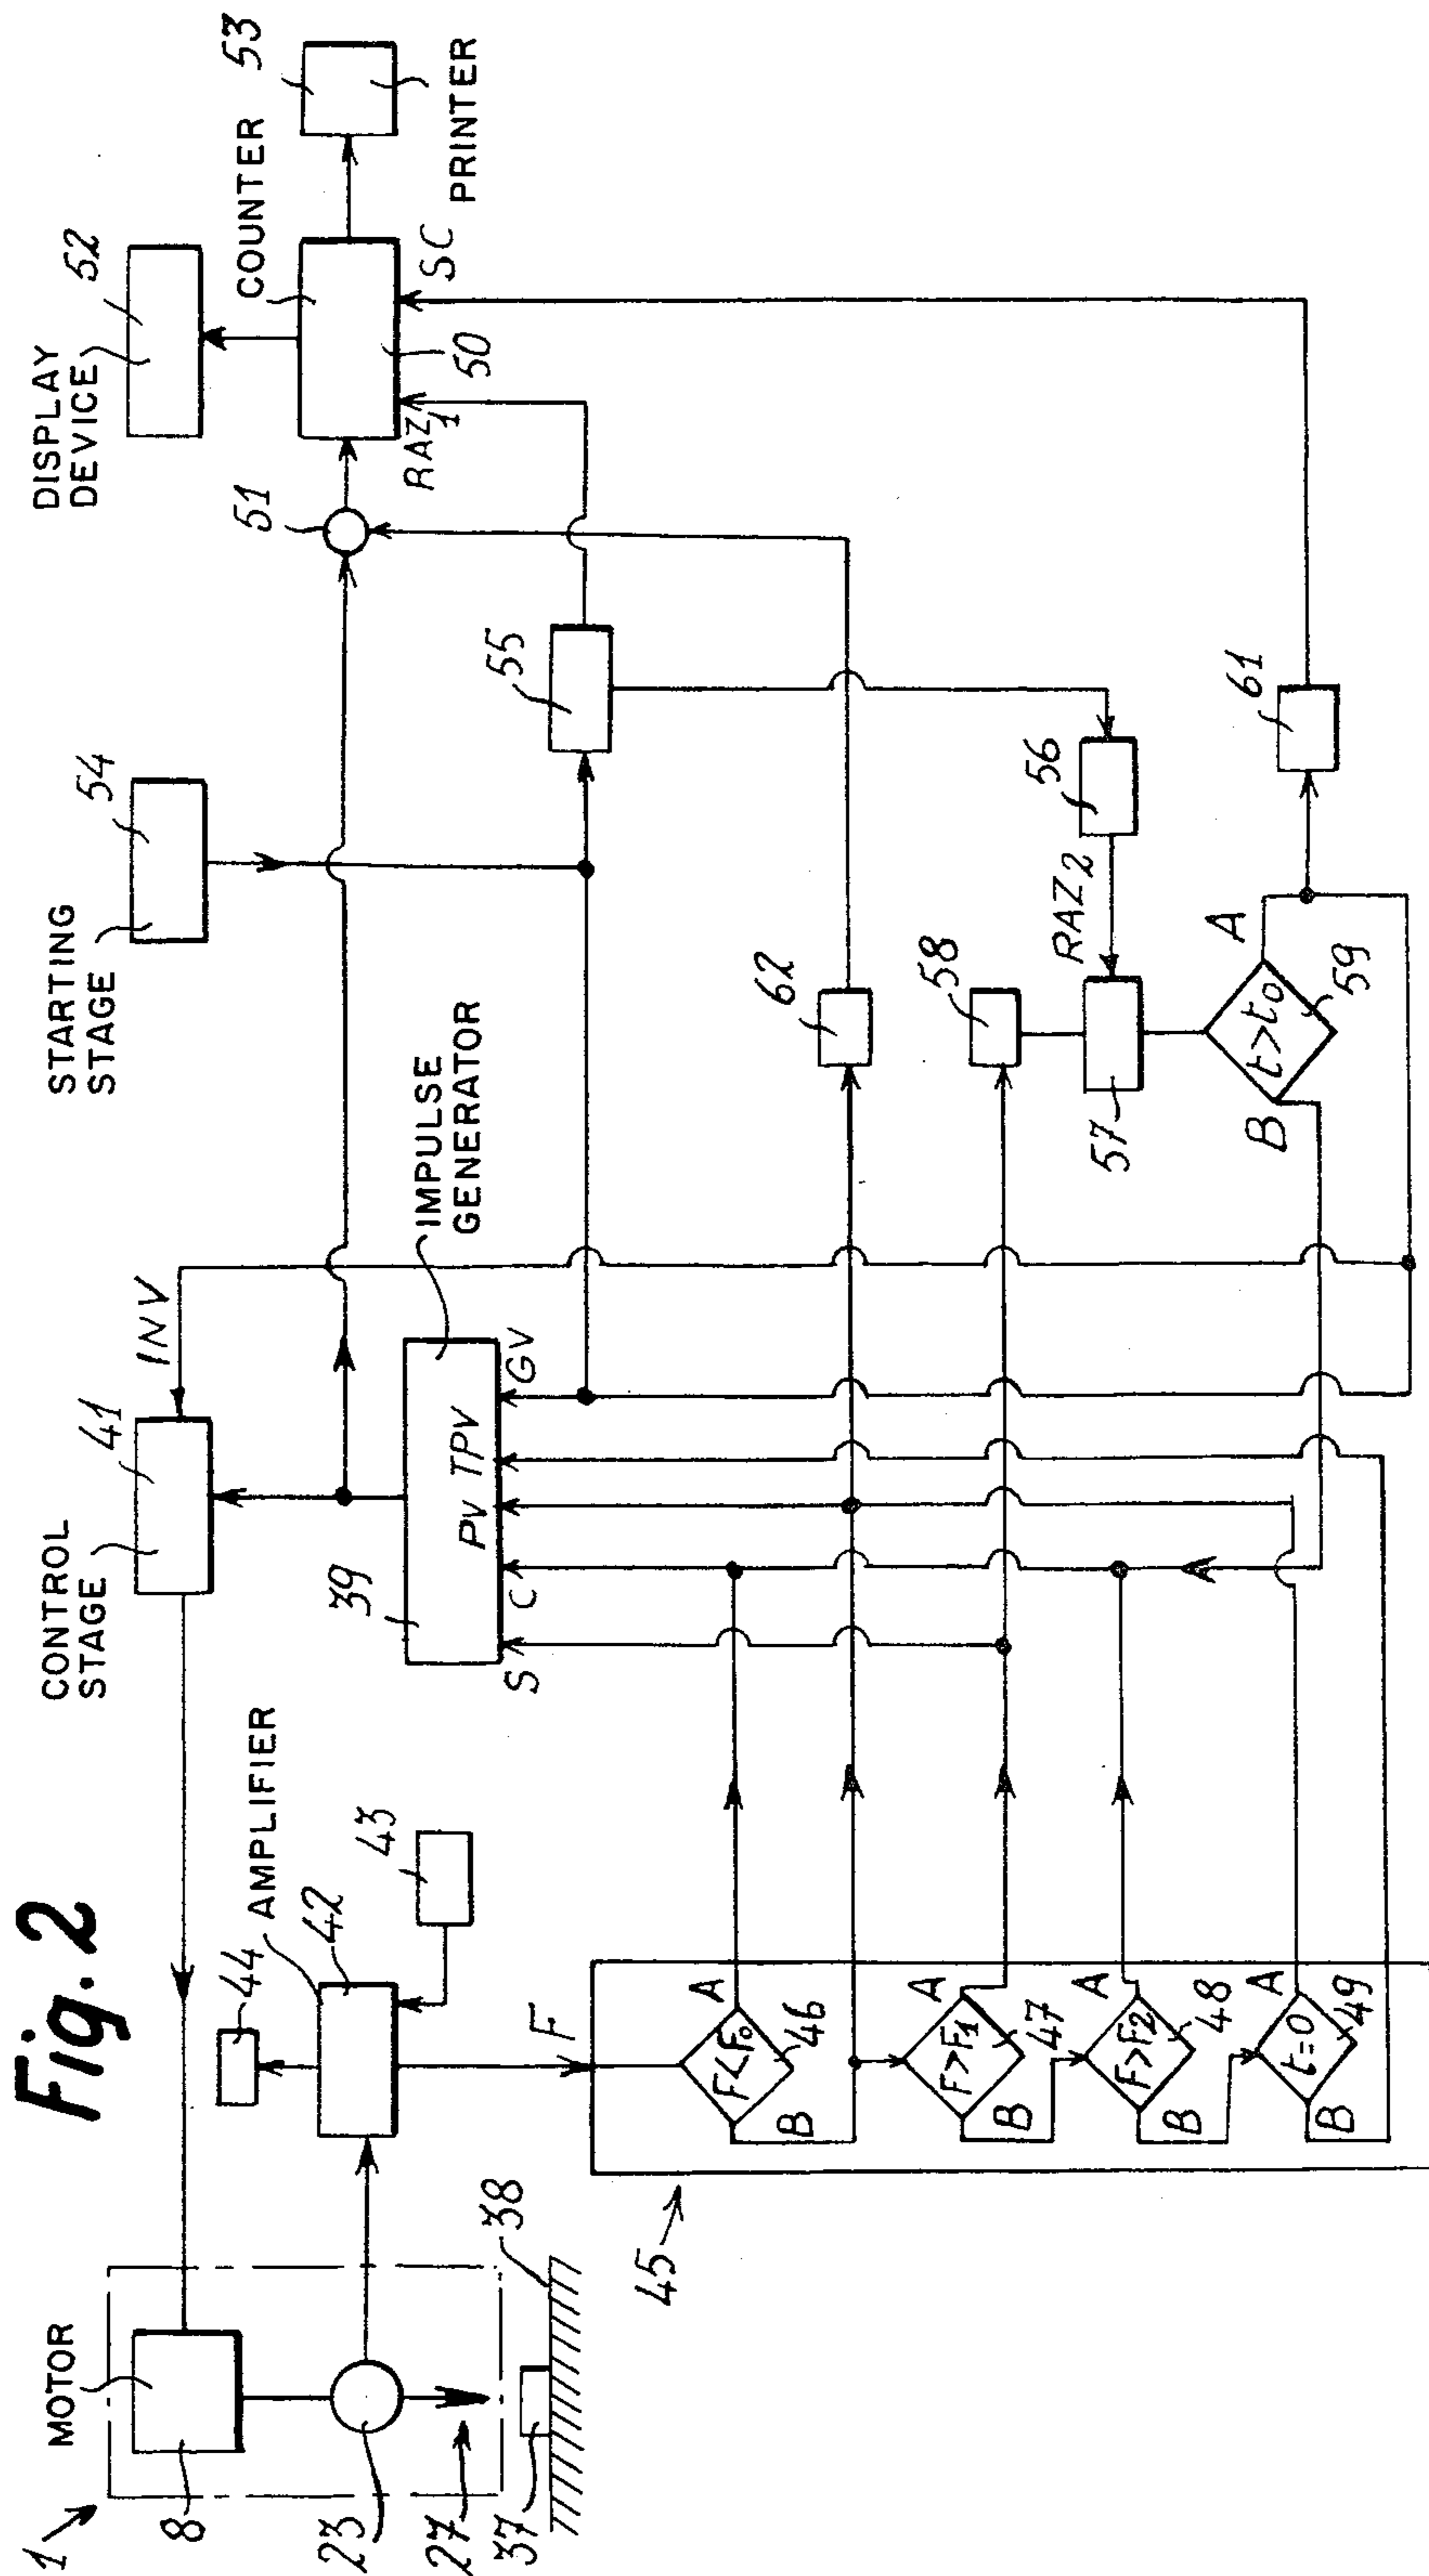 Fig. 2
1
MOTOR
8
23
27
37
38
CONTROL
STAGE
41
INV
44
AMPLIFIER
42
43
F
45
39
IMPULSE
GENERATOR
S
C
PV
TPV
GV
STARTING
STAGE
54
DISPLAY
DEVICE
52
COUNTER
53
PRINTER
51
50
RAZ1
SC
55
62
58
56
RAZ2
57
61
t>t0
A
B
59
F<F0
A
B
46
F>F1
A
B
47
F>F2
A
B
48
t=0
A
B
49